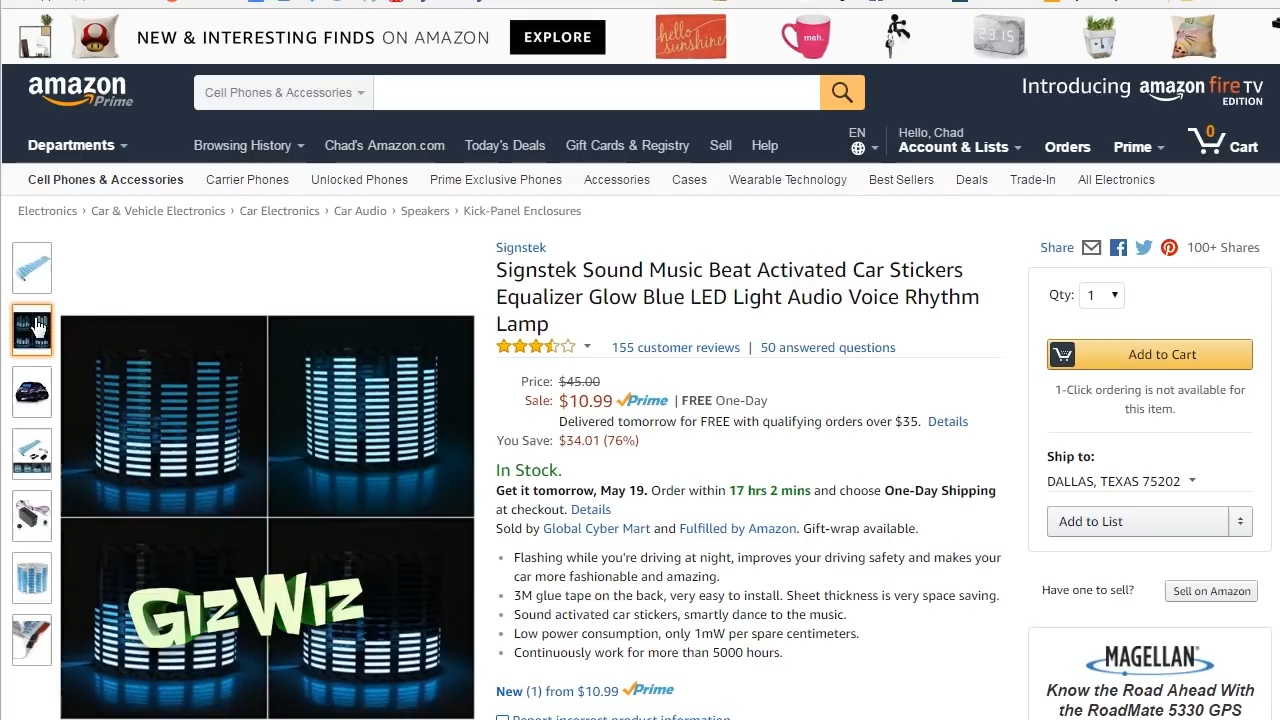 NEW & INTERESTING FINDS ON AMAZON
EXPLORE
hello
sunshine
meh.
23:15
amazon
Prime
Cell Phones & Accessories
Introducing amazon fire TV
EDITION
Departments
Browsing History
Chad's Amazon.com
Today's Deals
Gift Cards & Registry
Sell
Help
EN
Hello, Chad
Account & Lists
Orders
Prime
0
Cart
Cell Phones & Accessories
Carrier Phones
Unlocked Phones
Prime Exclusive Phones
Accessories
Cases
Wearable Technology
Best Sellers
Deals
Trade-In
All Electronics
Electronics › Car & Vehicle Electronics › Car Electronics › Car Audio › Speakers › Kick-Panel Enclosures
Signstek
Signstek Sound Music Beat Activated Car Stickers
Equalizer Glow Blue LED Light Audio Voice Rhythm
Lamp
155 customer reviews | 50 answered questions
Price: $45.00
Sale: $10.99 Prime | FREE One-Day
Delivered tomorrow for FREE with qualifying orders over $35. Details
You Save: $34.01 (76%)
In Stock.
Get it tomorrow, May 19. Order within 17 hrs 2 mins and choose One-Day Shipping
at checkout. Details
Sold by Global Cyber Mart and Fulfilled by Amazon. Gift-wrap available.
• Flashing while you're driving at night, improves your driving safety and makes your
car more fashionable and amazing.
• 3M glue tape on the back, very easy to install. Sheet thickness is very space saving.
• Sound activated car stickers, smartly dance to the music.
• Low power consumption, only 1mW per spare centimeters.
• Continuously work for more than 5000 hours.
New (1) from $10.99 Prime
Report incorrect product information
GIZWIZ
Share
100+ Shares
Qty: 1
Add to Cart
1-Click ordering is not available for
this item.
Ship to:
DALLAS, TEXAS 75202
Add to List
Have one to sell?
Sell on Amazon
MAGELLAN
Know the Road Ahead With
the RoadMate 5330 GPS